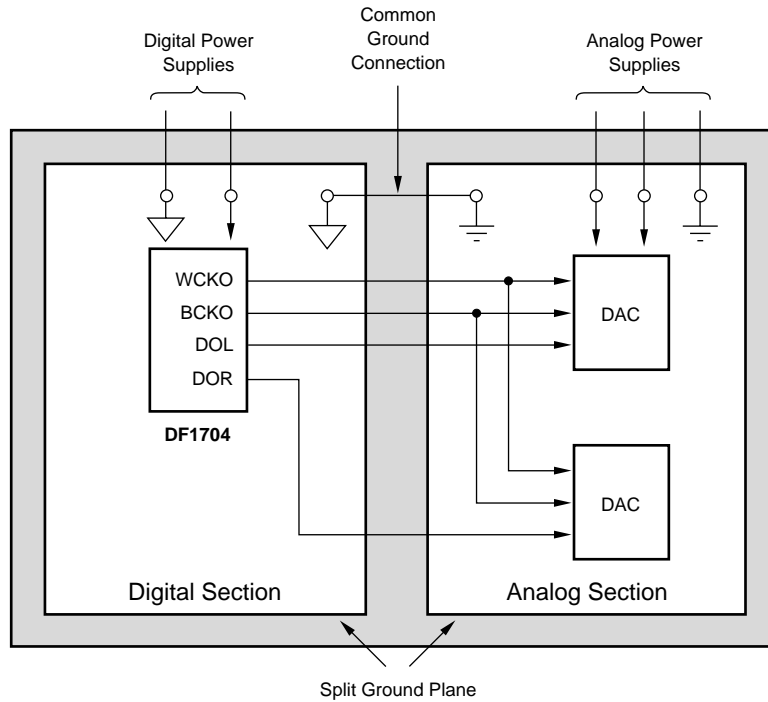 Digital Power
Supplies
Common
Ground
Connection
Analog Power
Supplies
WCKO
BCKO
DOL
DOR
DF1704
DAC
DAC
Digital Section
Analog Section
Split Ground Plane